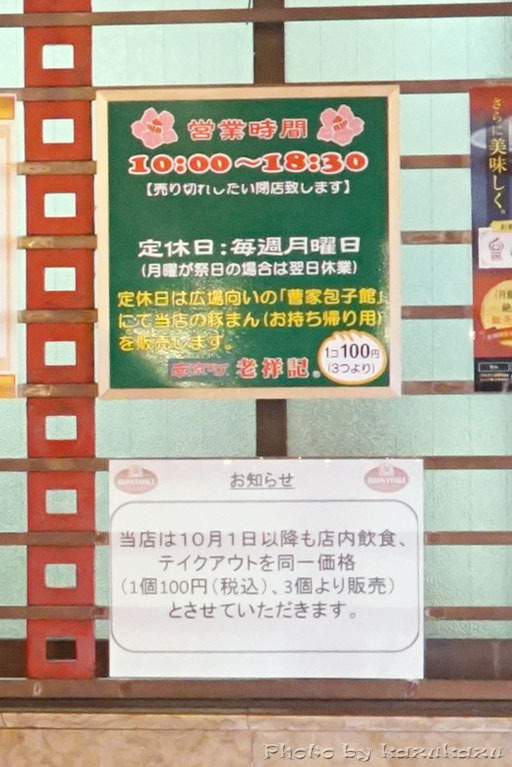 営業時間
10:00～18:30
【売り切れしだい閉店致します】
定休日：毎週月曜日
(月曜が祭日の場合は翌日休業)
定休日は広場向いの「曹家包子館」
にて当店の豚まん(お持ち帰り用)
を販売します。
1コ100円
(3つより)
南京町 老祥記®
さらに美味しく。
お知らせ
当店は10月1日以降も店内飲食、
テイクアウトを同一価格
(1個100円(税込)、3個より販売)
とさせていただきます。
Photo by kazukazu